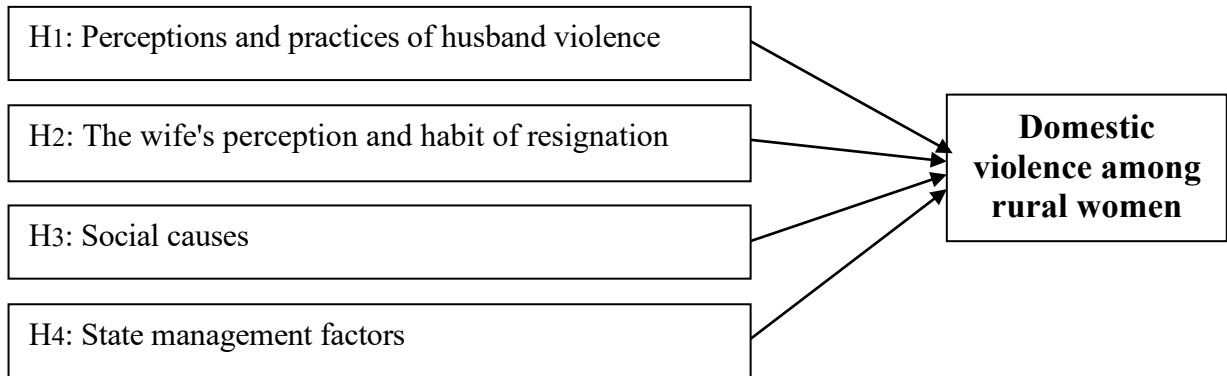 H1: Perceptions and practices of husband violence
H2: The wife's perception and habit of resignation
H3: Social causes
H4: State management factors
Domestic
violence among
rural women